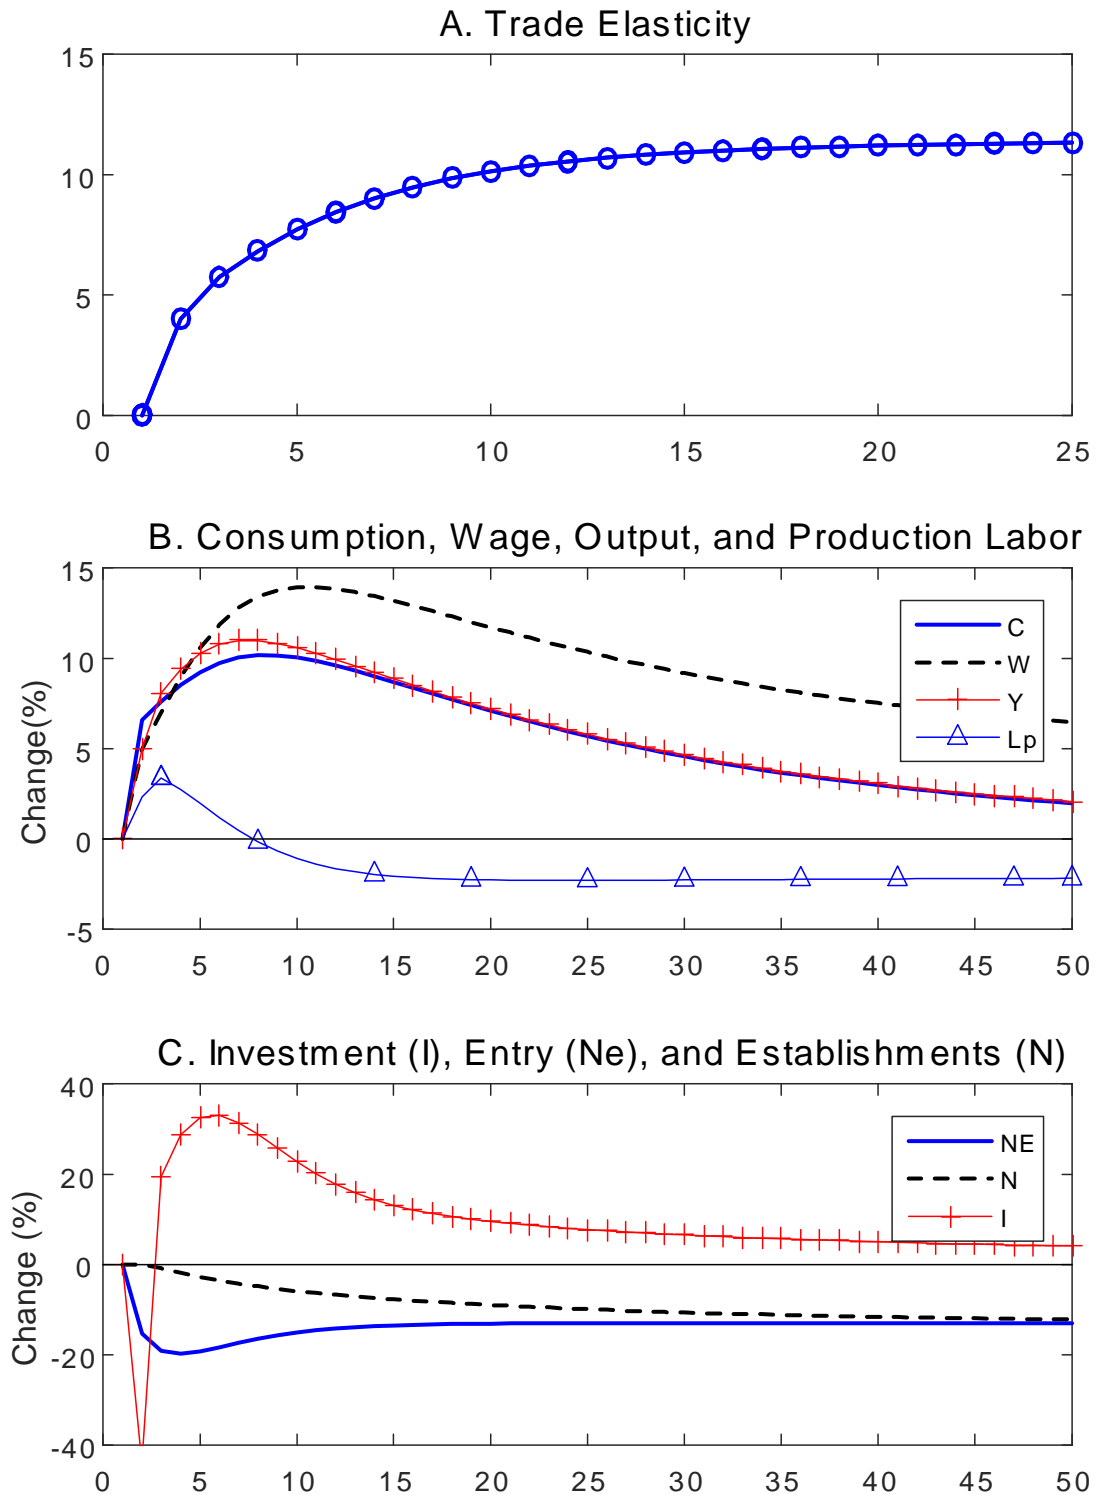 A. Trade Elasticity
15
10
5
0
0 5 10 15 20 25
B. Consumption, Wage, Output, and Production Labor
Change(%)
15
10
5
0
-5
C
W
Y
Lp
0 5 10 15 20 25 30 35 40 45 50
C. Investment (I), Entry (Ne), and Establishments (N)
Change (%)
40
20
0
-20
-40
NE
N
I
0 5 10 15 20 25 30 35 40 45 50